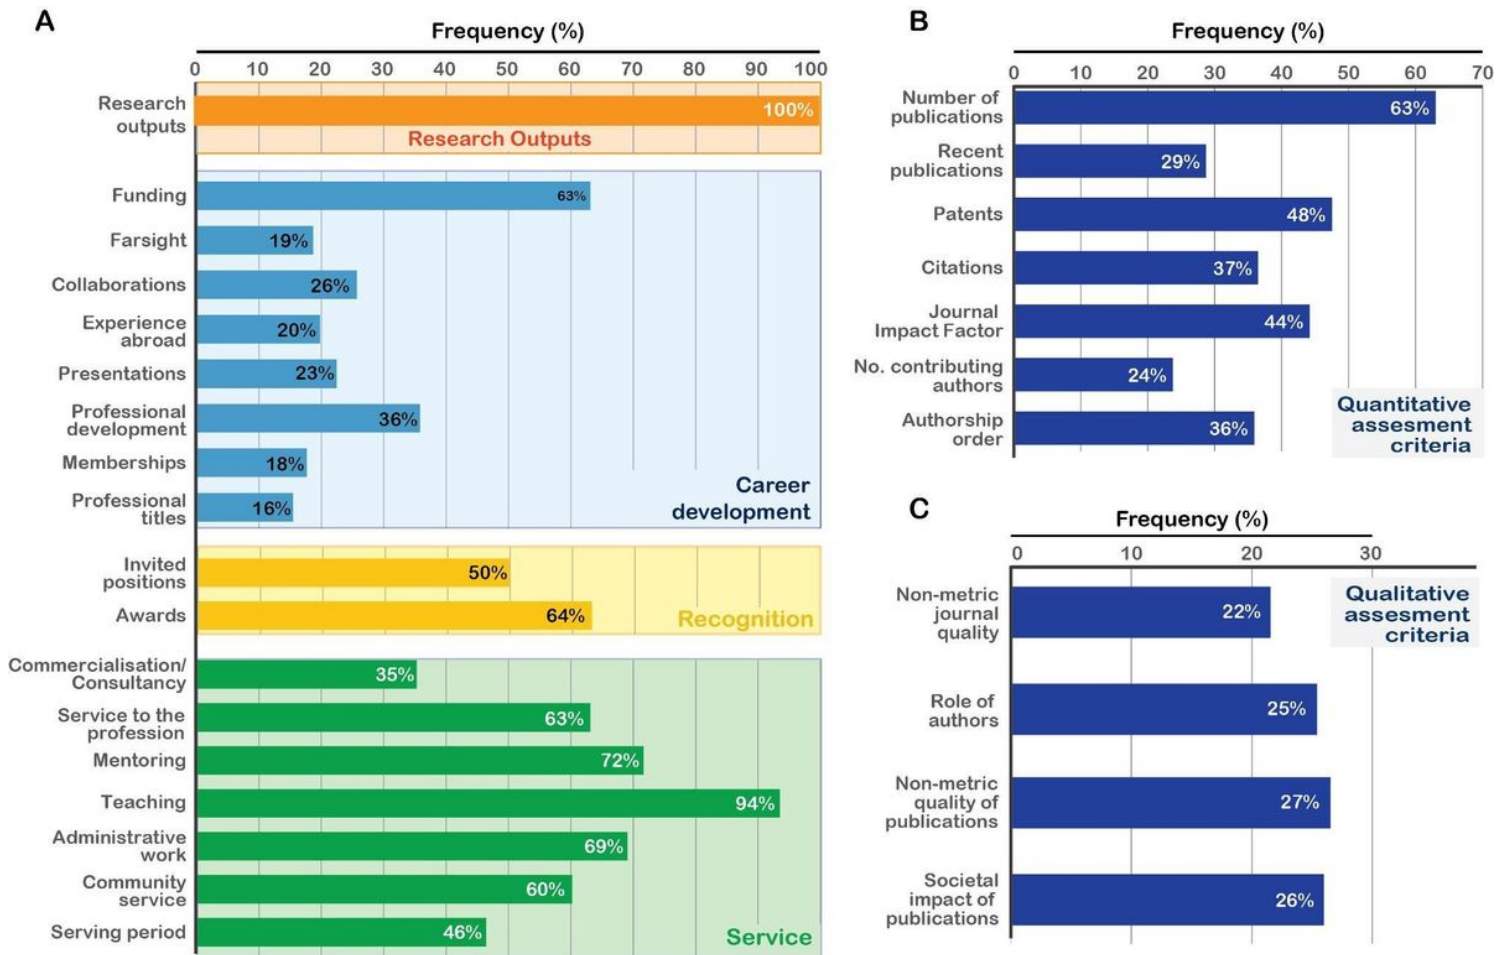 A
Frequency (%)
0 10 20 30 40 50 60 70 80 90 100
Research
outputs
100%
Research Outputs
Funding
63%
Farsight
19%
Collaborations
26%
Experience
abroad
20%
Presentations
23%
Professional
development
36%
Memberships
18%
Professional
titles
16%
Career
development
Invited
positions
50%
Awards
64%
Recognition
Commercialisation/
Consultancy
35%
Service to the
profession
63%
Mentoring
72%
Teaching
94%
Administrative
work
69%
Community
service
60%
Serving period
46%
Service
B
Frequency (%)
0 10 20 30 40 50 60 70
Number of
publications
63%
Recent
publications
29%
Patents
48%
Citations
37%
Journal
Impact Factor
44%
No. contributing
authors
24%
Authorship
order
36%
Quantitative
assesment
criteria
C
Frequency (%)
0 10 20 30
Non-metric
journal
quality
22%
Qualitative
assesment
criteria
Role of
authors
25%
Non-metric
quality of
publications
27%
Societal
impact of
publications
26%